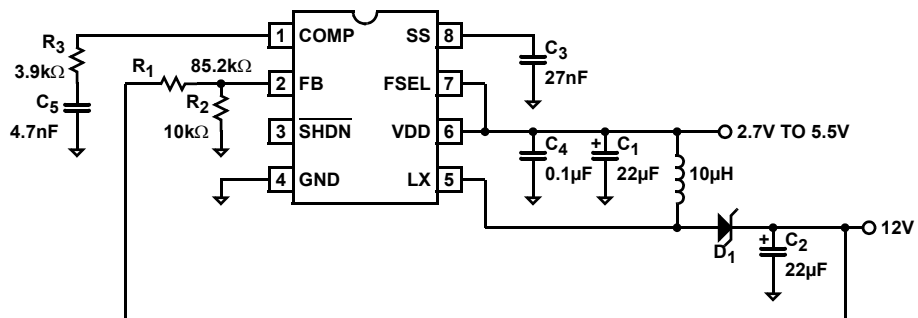 1 COMP SS 8
R3
3.9kΩ
C5
4.7nF
R1 85.2kΩ
R2
10kΩ
2 FB FSEL 7
3 SHDN VDD 6
4 GND LX 5
C3
27nF
2.7V TO 5.5V
C4
0.1µF
+ C1
22µF
10µH
D1
12V
+ C2
22µF